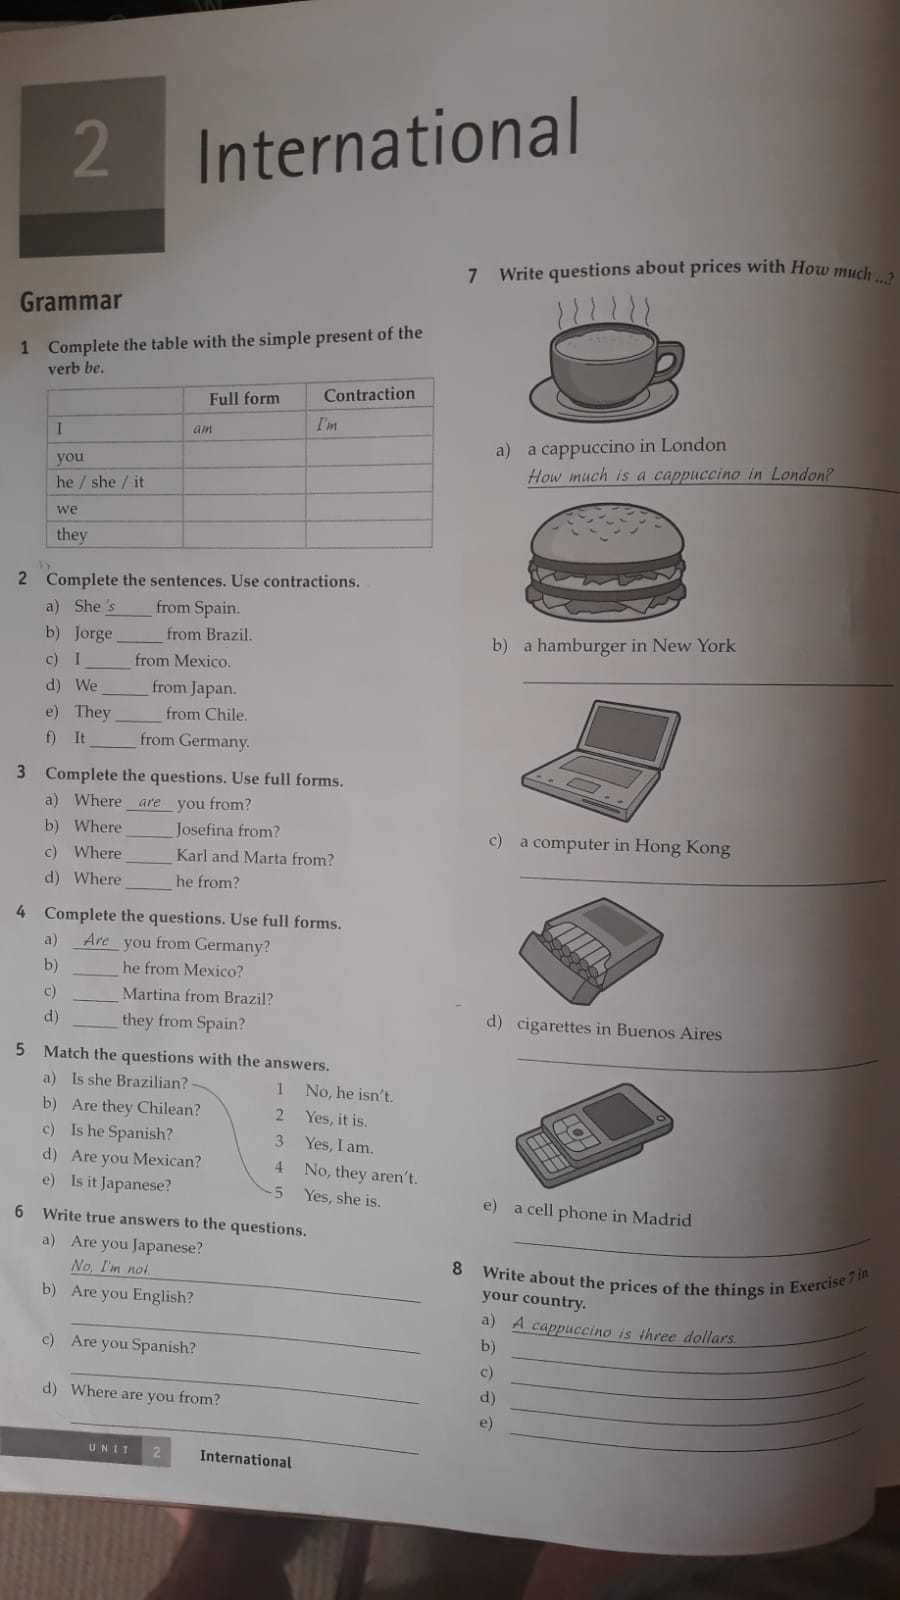 2
International
Grammar
1 Complete the table with the simple present of the
verb be.
Full form Contraction
I am I'm
you
he / she / it
we
they
2 Complete the sentences. Use contractions.
a) She 's_____ from Spain.
b) Jorge _____ from Brazil.
c) I _____ from Mexico.
d) We _____ from Japan.
e) They _____ from Chile.
f) It _____ from Germany.
3 Complete the questions. Use full forms.
a) Where _are_ you from?
b) Where _____ Josefina from?
c) Where _____ Karl and Marta from?
d) Where _____ he from?
4 Complete the questions. Use full forms.
a) _Are_ you from Germany?
b) _____ he from Mexico?
c) _____ Martina from Brazil?
d) _____ they from Spain?
5 Match the questions with the answers.
a) Is she Brazilian? 1 No, he isn't.
b) Are they Chilean? 2 Yes, it is.
c) Is he Spanish? 3 Yes, I am.
d) Are you Mexican? 4 No, they aren't.
e) Is it Japanese? 5 Yes, she is.
6 Write true answers to the questions.
a) Are you Japanese?
No, I'm not.
b) Are you English?
c) Are you Spanish?
d) Where are you from?
7 Write questions about prices with How much ...?
a) a cappuccino in London
How much is a cappuccino in London?
b) a hamburger in New York
c) a computer in Hong Kong
d) cigarettes in Buenos Aires
e) a cell phone in Madrid
8 Write about the prices of the things in Exercise 7 in
your country.
a) A cappuccino is three dollars.
b)
c)
d)
e)
UNIT 2 International